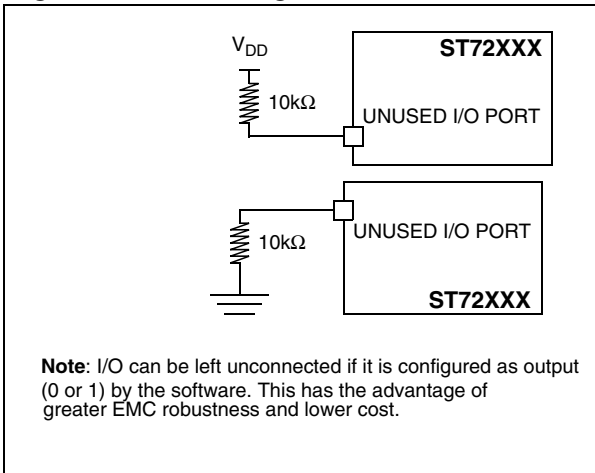 V_DD
ST72XXX
10kΩ
UNUSED I/O PORT
UNUSED I/O PORT
10kΩ
ST72XXX
Note: I/O can be left unconnected if it is configured as output
(0 or 1) by the software. This has the advantage of
greater EMC robustness and lower cost.